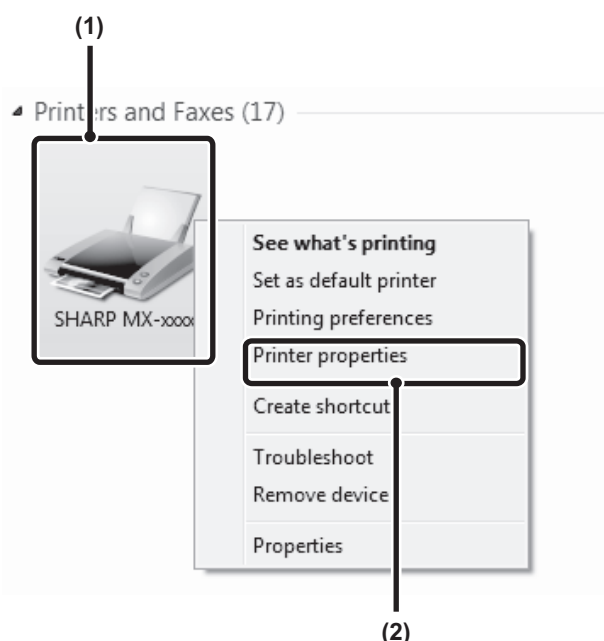 (1)
Printers and Faxes (17)
SHARP MX-xxxx
See what's printing
Set as default printer
Printing preferences
Printer properties
Create shortcut
Troubleshoot
Remove device
Properties
(2)